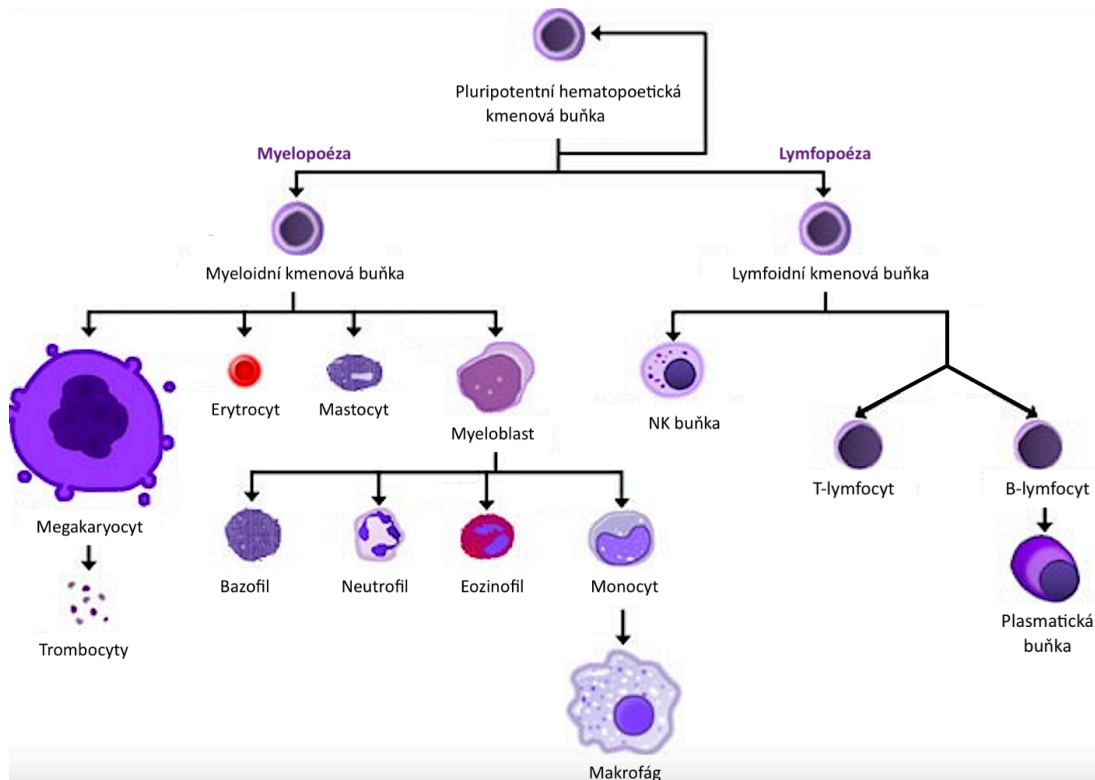 Pluripotentní hematopoetická
kmenová buňka
Myelopoéza
Lymfopoéza
Myeloidní kmenová buňka
Lymfoidní kmenová buňka
Erytrocyt
Mastocyt
Myeloblast
NK buňka
T-lymfocyt
B-lymfocyt
Megakaryocyt
Bazofil
Neutrofil
Eozinofil
Monocyt
Trombocyty
Plasmatická
buňka
Makrofág